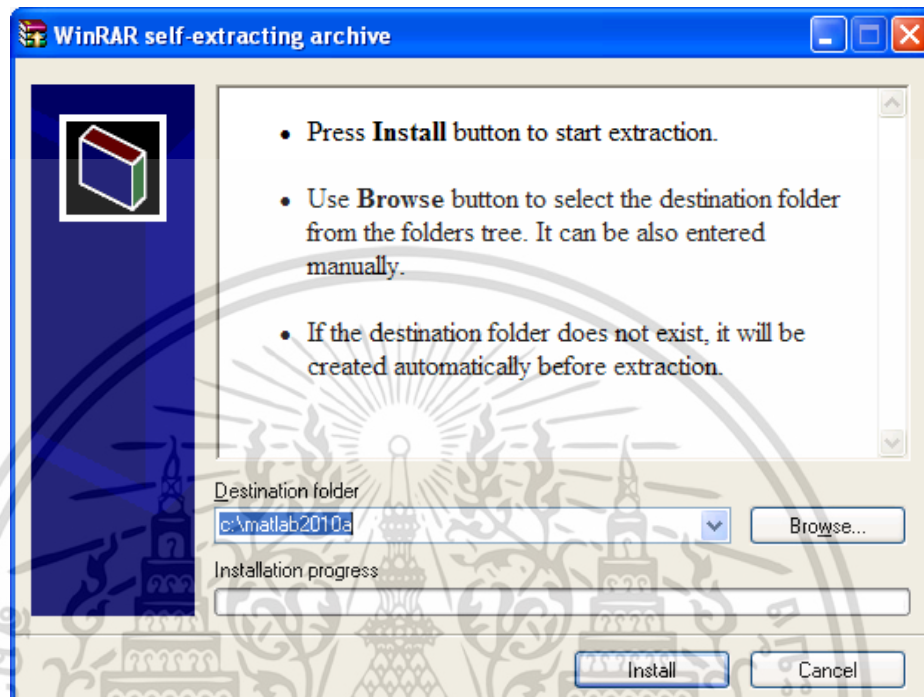 WinRAR self-extracting archive
• Press Install button to start extraction.
• Use Browse button to select the destination folder
from the folders tree. It can be also entered
manually.
• If the destination folder does not exist, it will be
created automatically before extraction.
Destination folder
c:\matlab2010a
Browse...
Installation progress
Install
Cancel